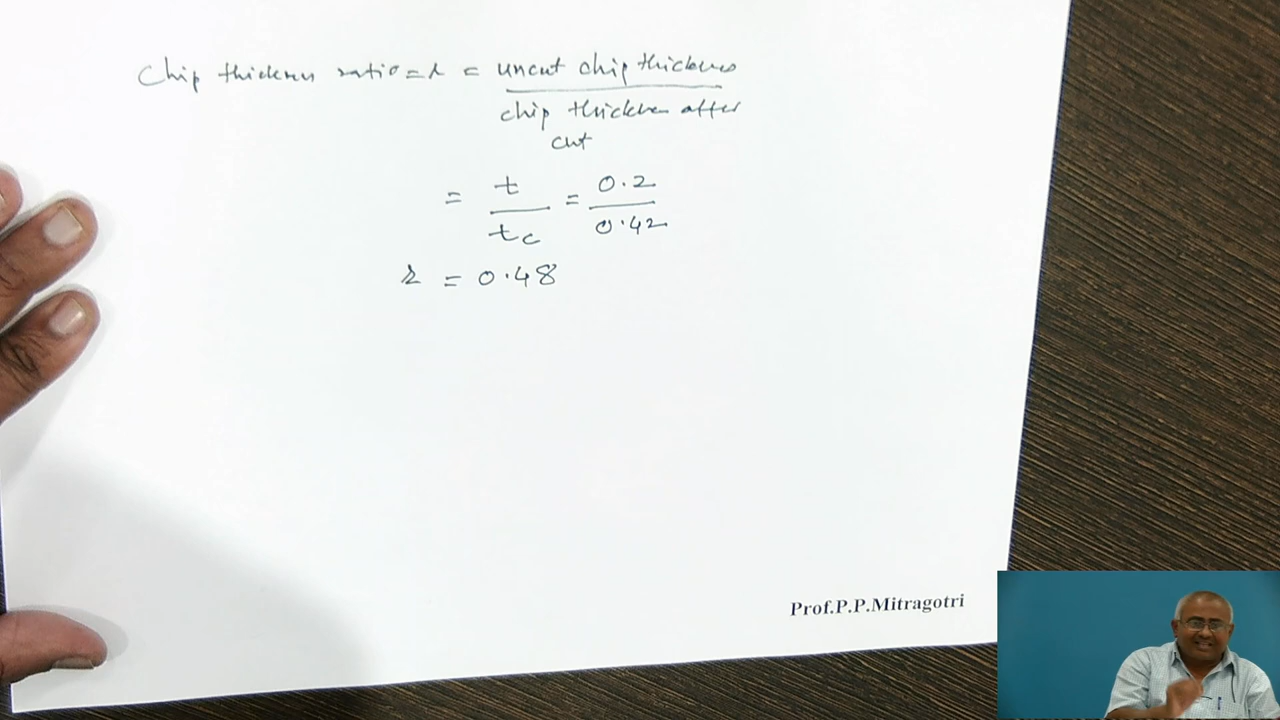 Chip thickness ratio = r = uncut chip thickness
chip thickness after
cut
= t / tc = 0.2 / 0.42
r = 0.48
Prof.P.P.Mitragotri